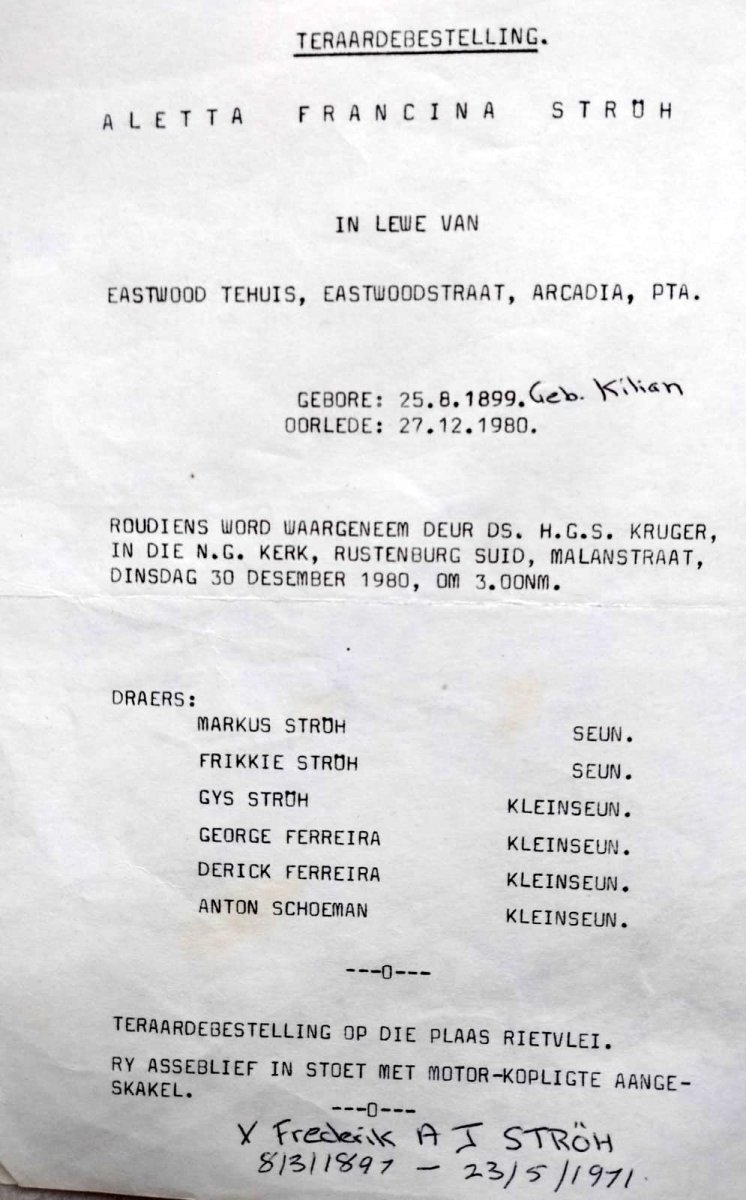 TERAARDEBESTELLING.
ALETTA FRANCINA STRÖH
IN LEWE VAN
EASTWOOD TEHUIS, EASTWOODSTRAAT, ARCADIA, PTA.
GEBORE: 25.8.1899. Geb. Kilian
OORLEDE: 27.12.1980.
ROUDIENS WORD WAARGENEEM DEUR DS. H.G.S. KRUGER,
IN DIE N.G. KERK, RUSTENBURG SUID, MALANSTRAAT,
DINSDAG 30 DESEMBER 1980, OM 3.00NM.
DRAERS:
MARKUS STRÖH SEUN.
FRIKKIE STRÖH SEUN.
GYS STRÖH KLEINSEUN.
GEORGE FERREIRA KLEINSEUN.
DERICK FERREIRA KLEINSEUN.
ANTON SCHOEMAN KLEINSEUN.
---O---
TERAARDEBESTELLING OP DIE PLAAS RIETVLEI.
RY ASSEBLIEF IN STOET MET MOTOR-KOPLIGTE AANGE-
SKAKEL.
---O---
X Frederik A J STRÖH
8/3/1897 - 23/5/1971.